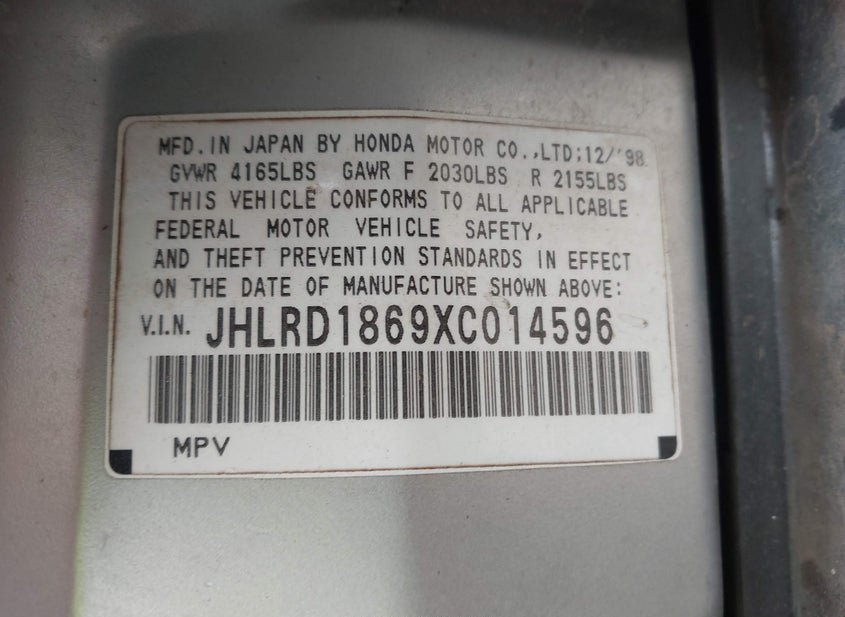 MFD. IN JAPAN BY HONDA MOTOR CO.,LTD;12/'98
GVWR 4165LBS GAWR F 2030LBS R 2155LBS
THIS VEHICLE CONFORMS TO ALL APPLICABLE
FEDERAL MOTOR VEHICLE SAFETY,
AND THEFT PREVENTION STANDARDS IN EFFECT
ON THE DATE OF MANUFACTURE SHOWN ABOVE:
V.I.N. JHLRD1869XC014596
MPV